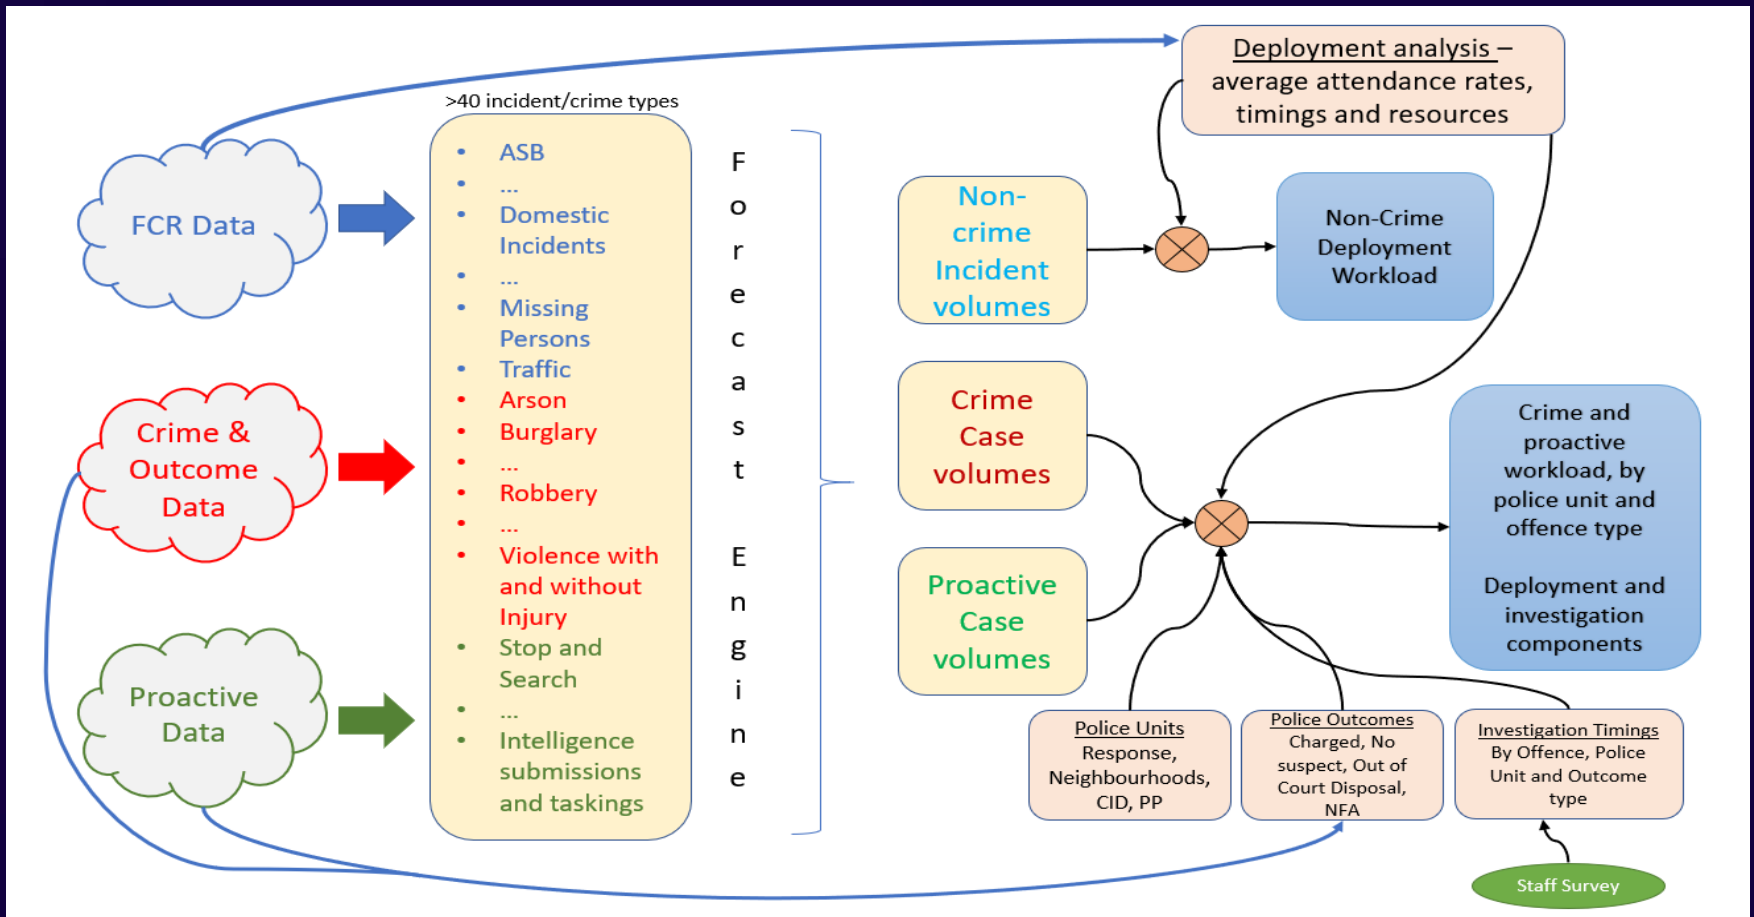 Deployment analysis –
average attendance rates,
timings and resources
>40 incident/crime types
FCR Data
Crime &
Outcome
Data
Proactive
Data
• ASB
• ...
• Domestic
Incidents
• ...
• Missing
Persons
• Traffic
• Arson
• Burglary
• ...
• Robbery
• ...
• Violence with
and without
Injury
• Stop and
Search
• ...
• Intelligence
submissions
and taskings
F
o
r
e
c
a
s
t
E
n
g
i
n
e
Non-
crime
Incident
volumes
Non-Crime
Deployment
Workload
Crime
Case
volumes
Proactive
Case
volumes
Crime and
proactive
workload, by
police unit and
offence type
Deployment and
investigation
components
Police Units
Response,
Neighbourhoods,
CID, PP
Police Outcomes
Charged, No
suspect, Out of
Court Disposal,
NFA
Investigation Timings
By Offence, Police
Unit and Outcome
type
Staff Survey